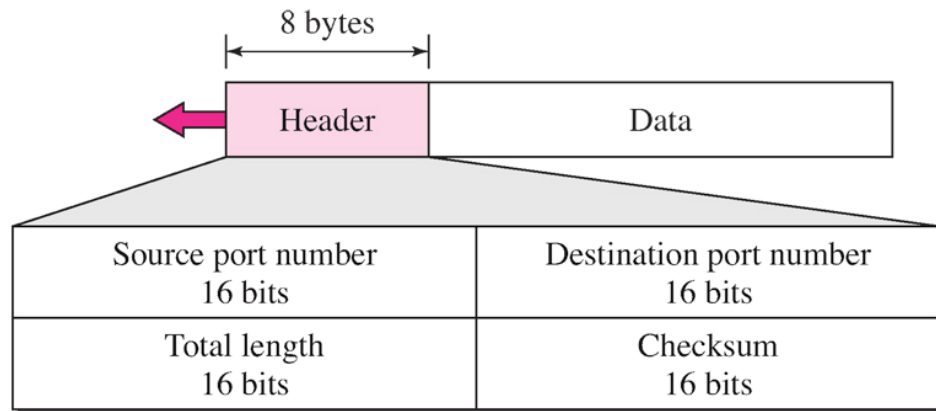 8 bytes
Header
Data
Source port number
16 bits
Destination port number
16 bits
Total length
16 bits
Checksum
16 bits